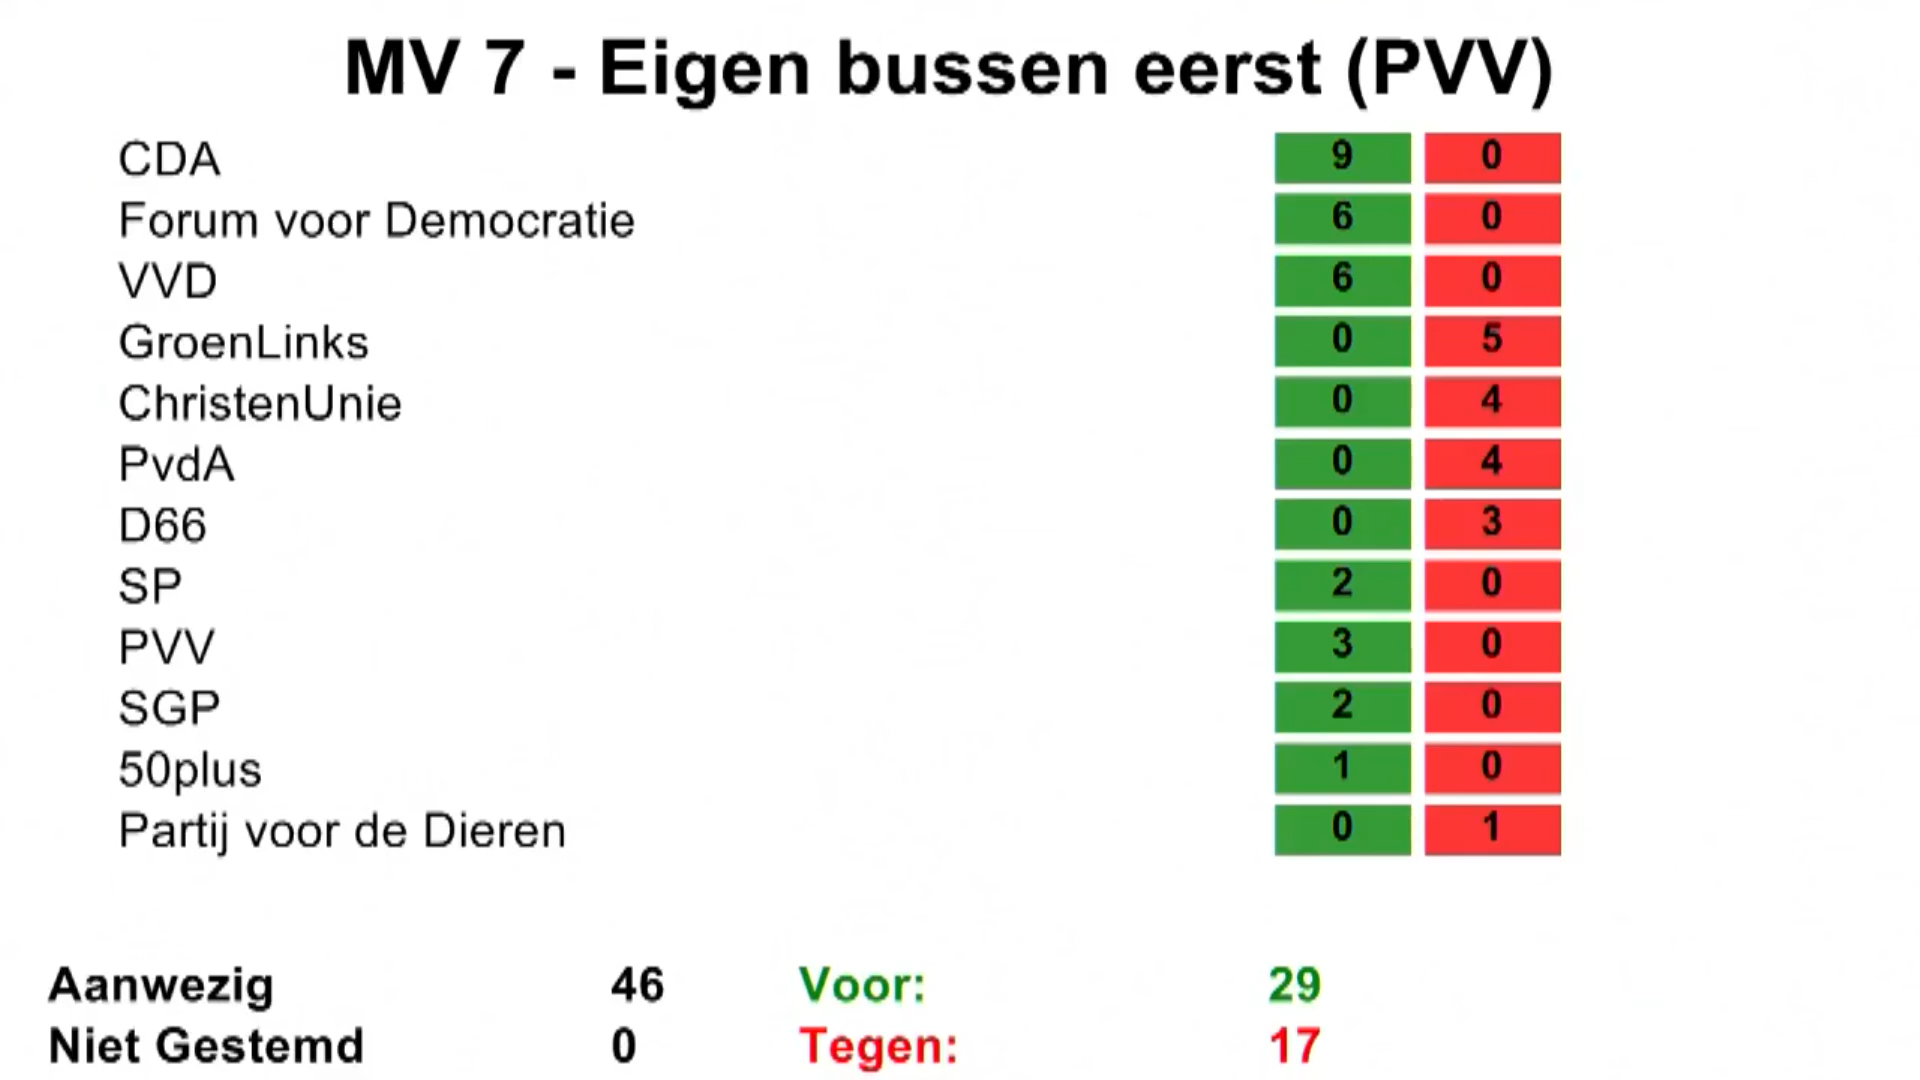 MV 7 - Eigen bussen eerst (PVV)
CDA 9 0
Forum voor Democratie 6 0
VVD 6 0
GroenLinks 0 5
ChristenUnie 0 4
PvdA 0 4
D66 0 3
SP 2 0
PVV 3 0
SGP 2 0
50plus 1 0
Partij voor de Dieren 0 1
Aanwezig 46 Voor: 29
Niet Gestemd 0 Tegen: 17